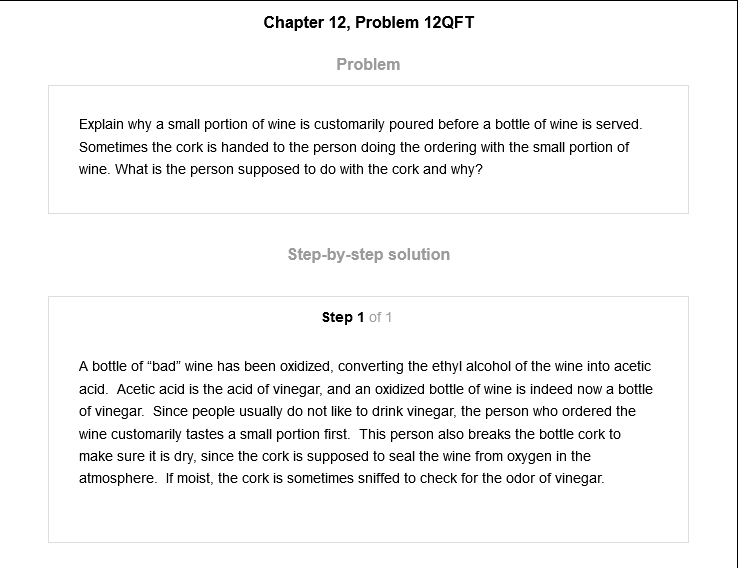 Chapter 12, Problem 12QFT
Problem
Explain why a small portion of wine is customarily poured before a bottle of wine is served.
Sometimes the cork is handed to the person doing the ordering with the small portion of
wine. What is the person supposed to do with the cork and why?
Step-by-step solution
Step 1 of 1
A bottle of “bad” wine has been oxidized, converting the ethyl alcohol of the wine into acetic
acid.  Acetic acid is the acid of vinegar, and an oxidized bottle of wine is indeed now a bottle
of vinegar.  Since people usually do not like to drink vinegar, the person who ordered the
wine customarily tastes a small portion first.  This person also breaks the bottle cork to
make sure it is dry, since the cork is supposed to seal the wine from oxygen in the
atmosphere.  If moist, the cork is sometimes sniffed to check for the odor of vinegar.